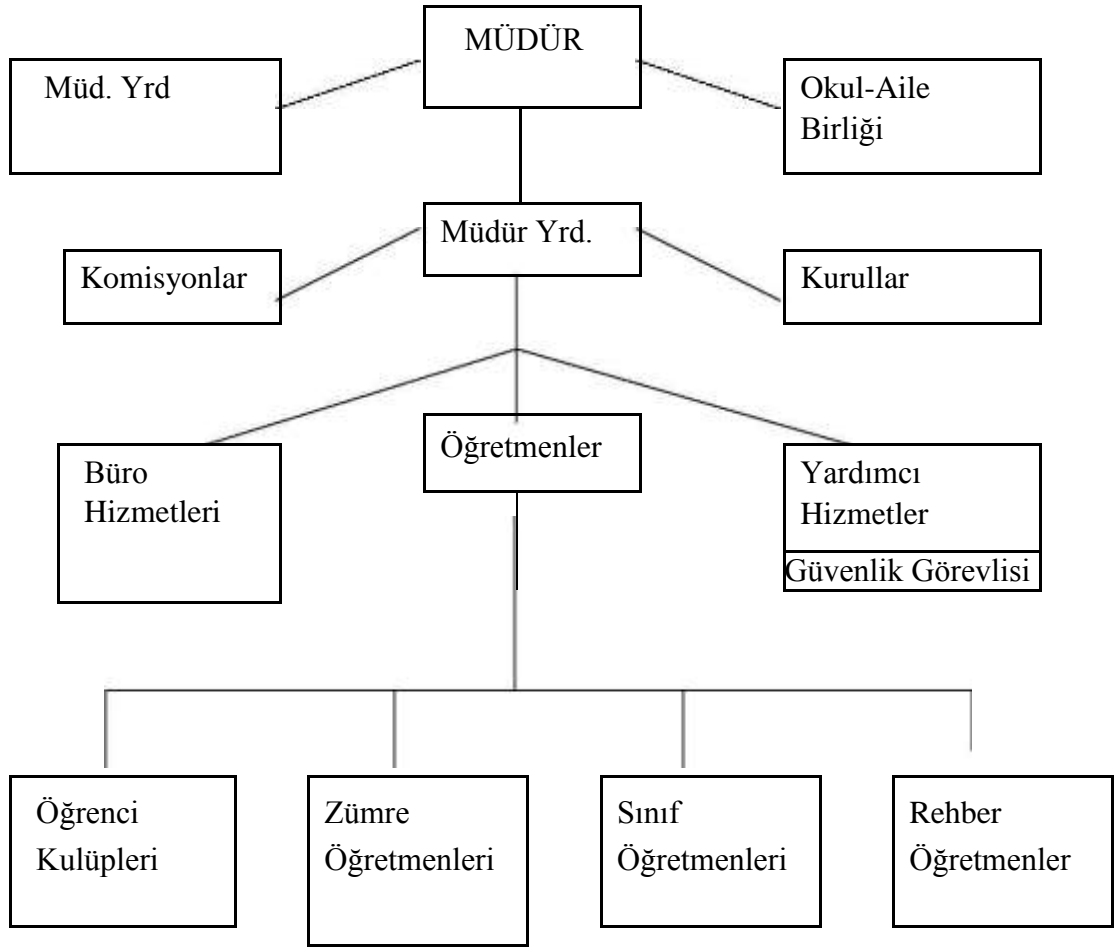 MÜDÜR
Müd. Yrd
Okul-Aile
Birliği
Müdür Yrd.
Komisyonlar
Kurullar
Öğretmenler
Büro
Hizmetleri
Yardımcı
Hizmetler
Güvenlik Görevlisi
Öğrenci
Kulüpleri
Zümre
Öğretmenleri
Sınıf
Öğretmenleri
Rehber
Öğretmenler